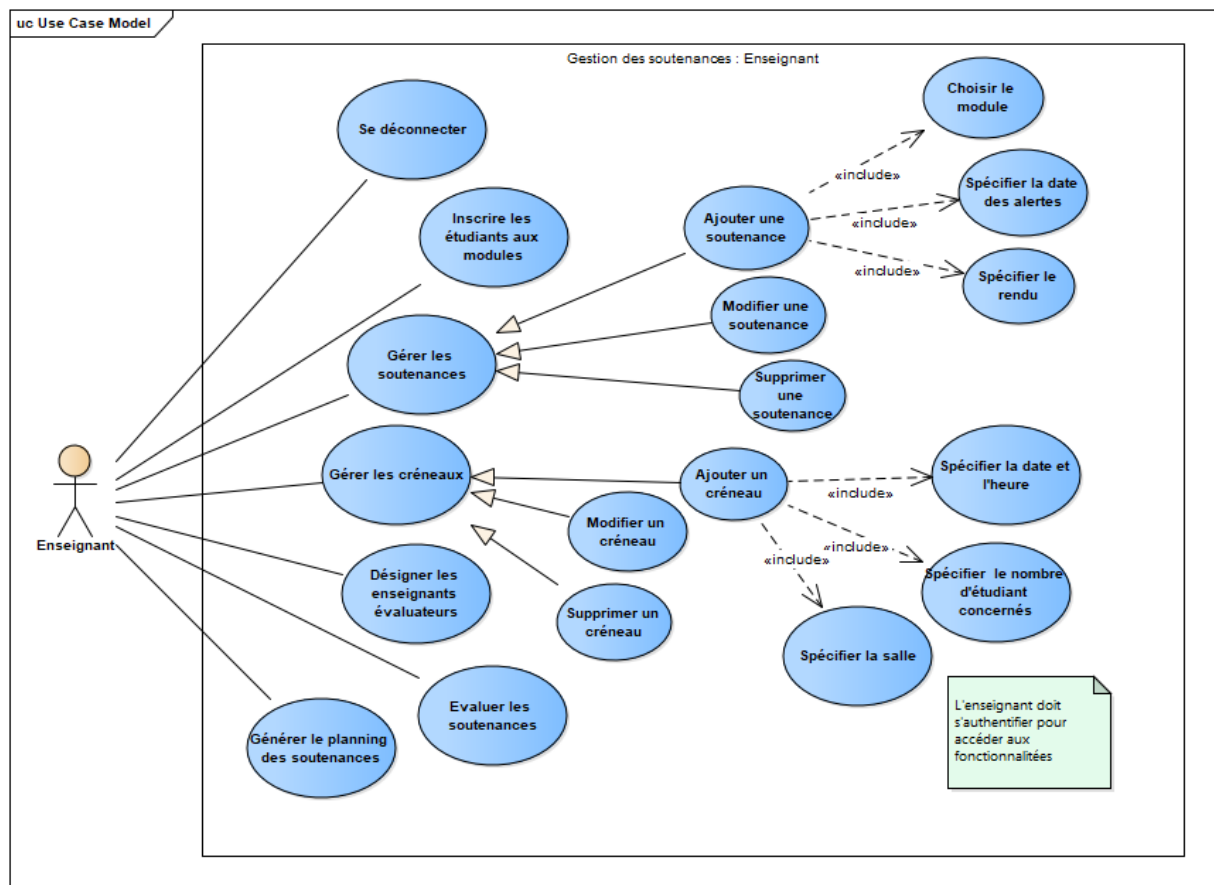 uc Use Case Model
Gestion des soutenances : Enseignant
Se déconnecter
Inscrire les
étudiants aux
modules
Gérer les
soutenances
Ajouter une
soutenance
Choisir le
module
«include»
Spécifier la date
des alertes
«include»
Spécifier le
rendu
«include»
Modifier une
soutenance
Supprimer
une
soutenance
Enseignant
Gérer les créneaux
Ajouter un
créneau
Spécifier la date et
l'heure
«include»
Modifier un
créneau
«include»
Spécifier  le nombre
d'étudiant
concernés
«include»
Supprimer un
créneau
Spécifier la salle
Désigner les
enseignants
évaluateurs
Evaluer les
soutenances
Générer le planning
des soutenances
L'enseignant doit
s'authentifier pour
accéder aux
fonctionnalitées